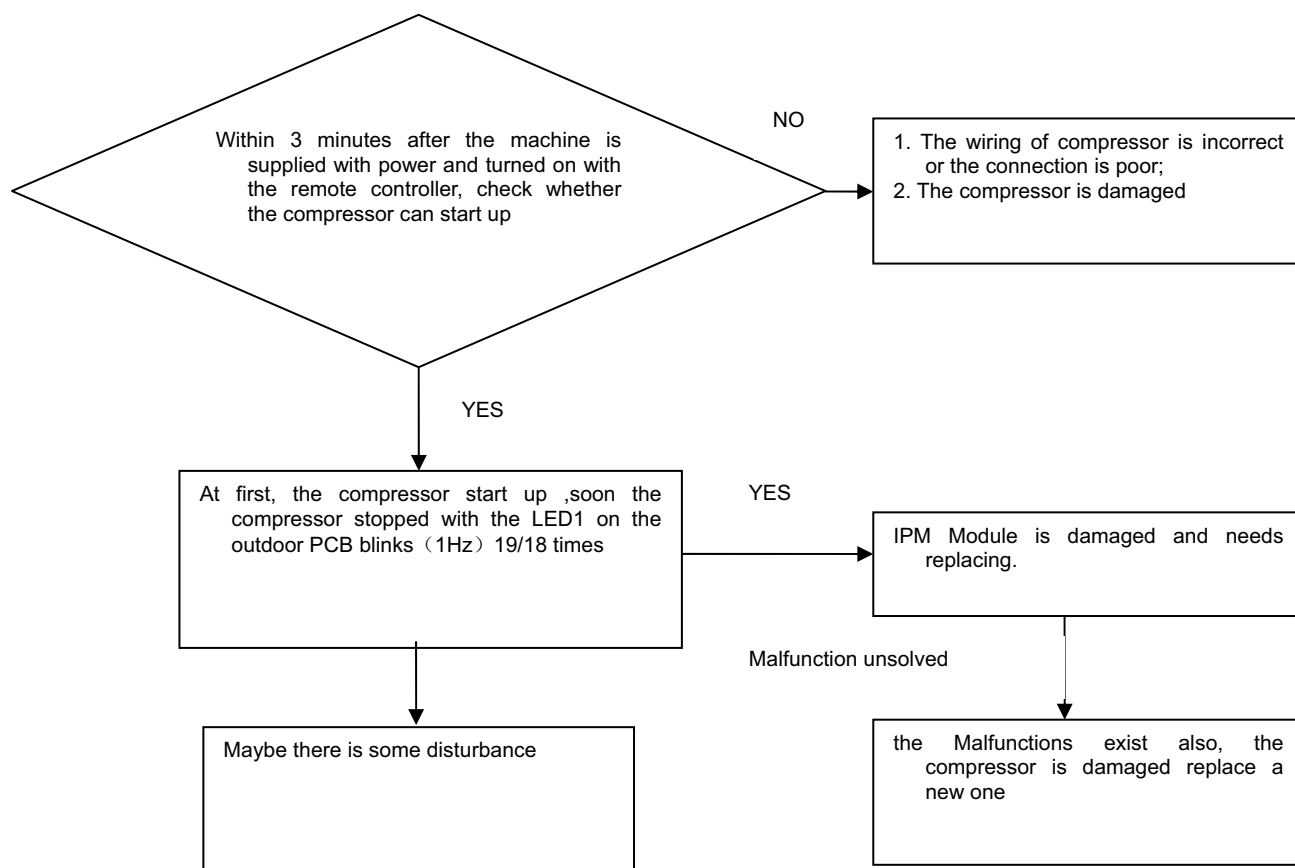 Within 3 minutes after the machine is
supplied with power and turned on with
the remote controller, check whether
the compressor can start up
NO
1. The wiring of compressor is incorrect
or the connection is poor;
2. The compressor is damaged
YES
At first, the compressor start up ,soon the
compressor stopped with the LED1 on the
outdoor PCB blinks（1Hz）19/18 times
YES
IPM Module is damaged and needs
replacing.
Malfunction unsolved
Maybe there is some disturbance
the Malfunctions exist also, the
compressor is damaged replace a
new one